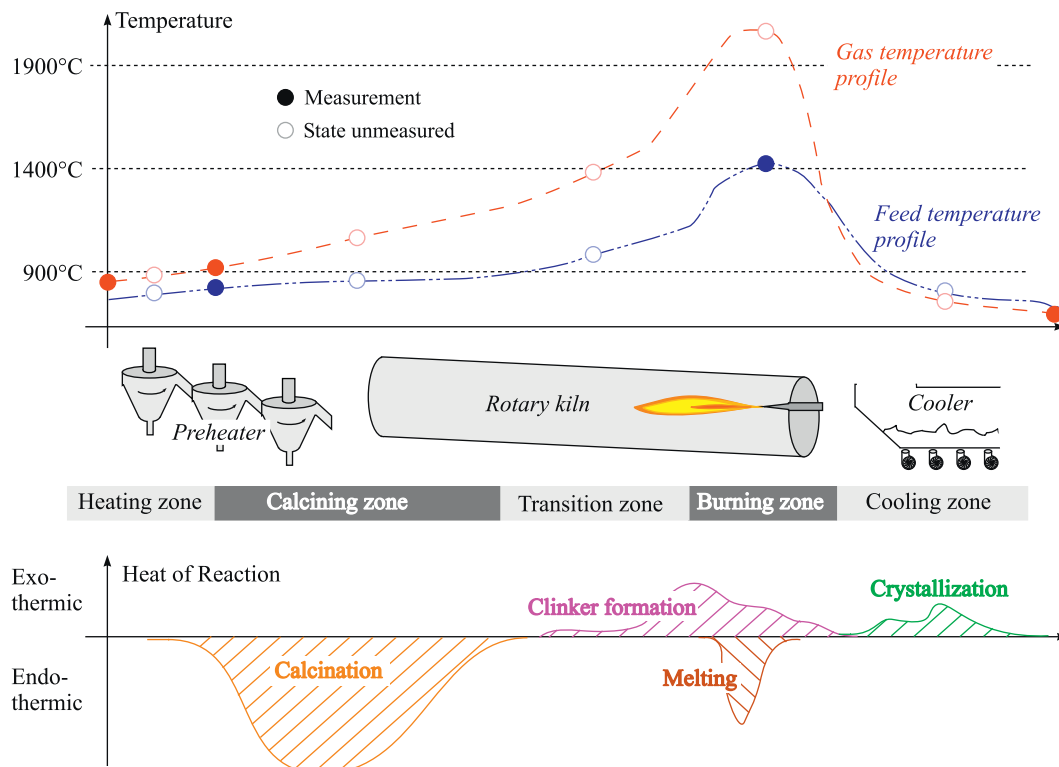 Temperature
1900°C
Gas temperature
profile
Measurement
State unmeasured
1400°C
Feed temperature
profile
900°C
Preheater
Rotary kiln
Cooler
Heating zone
Calcining zone
Transition zone
Burning zone
Cooling zone
Heat of Reaction
Exo-
thermic
Clinker formation
Crystallization
Calcination
Melting
Endo-
thermic